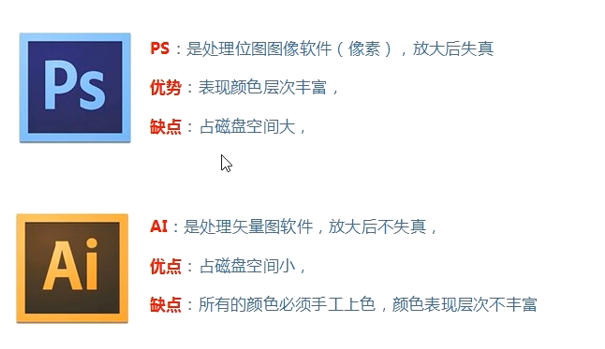 Ps
PS：是处理位图图像软件（像素），放大后失真
优势：表现颜色层次丰富，
缺点：占磁盘空间大，
Ai
AI：是处理矢量图软件，放大后不失真，
优点：占磁盘空间小，
缺点：所有的颜色必须手工上色，颜色表现层次不丰富